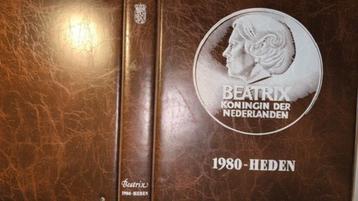 Beatrix
1980-HEDEN
BEATRIX
KONINGIN DER
NEDERLANDEN
1980-HEDEN